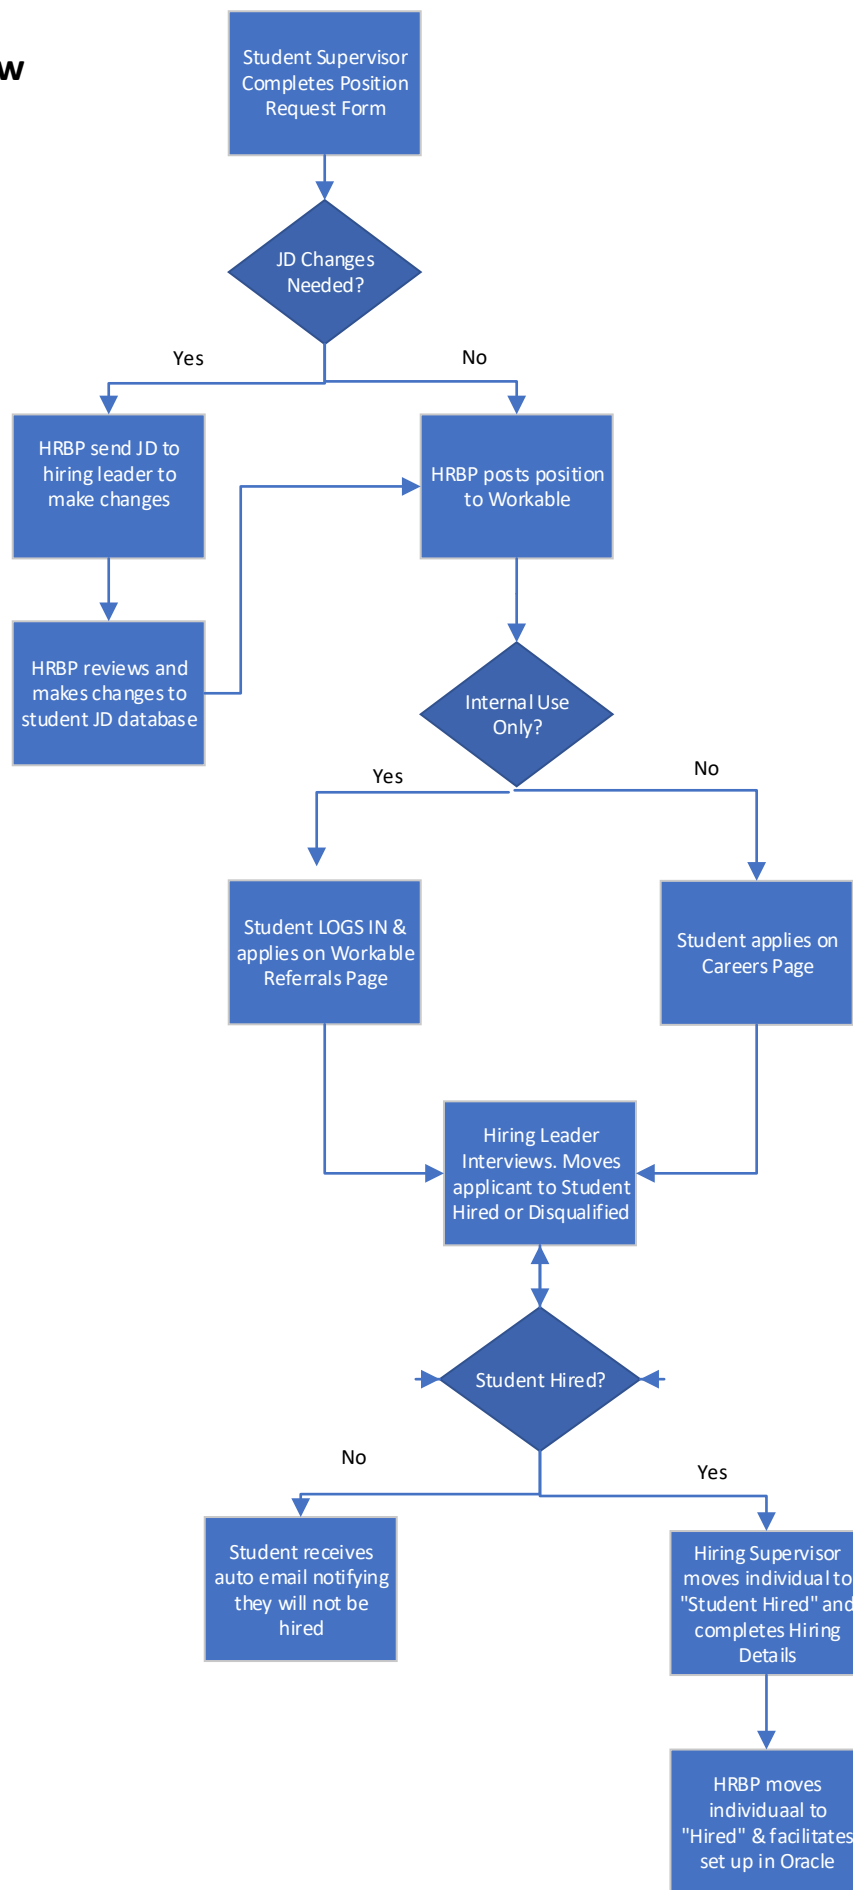 w
Student Supervisor
Completes Position
Request Form
JD Changes
Needed?
Yes
No
HRBP send JD to
hiring leader to
make changes
HRBP posts position
to Workable
HRBP reviews and
makes changes to
student JD database
Internal Use
Only?
Yes
No
Student LOGS IN &
applies on Workable
Referrals Page
Student applies on
Careers Page
Hiring Leader
Interviews. Moves
applicant to Student
Hired or Disqualified
Student Hired?
No
Yes
Student receives
auto email notifying
they will not be
hired
Hiring Supervisor
moves individual to
"Student Hired" and
completes Hiring
Details
HRBP moves
individuaal to
"Hired" & facilitates
set up in Oracle